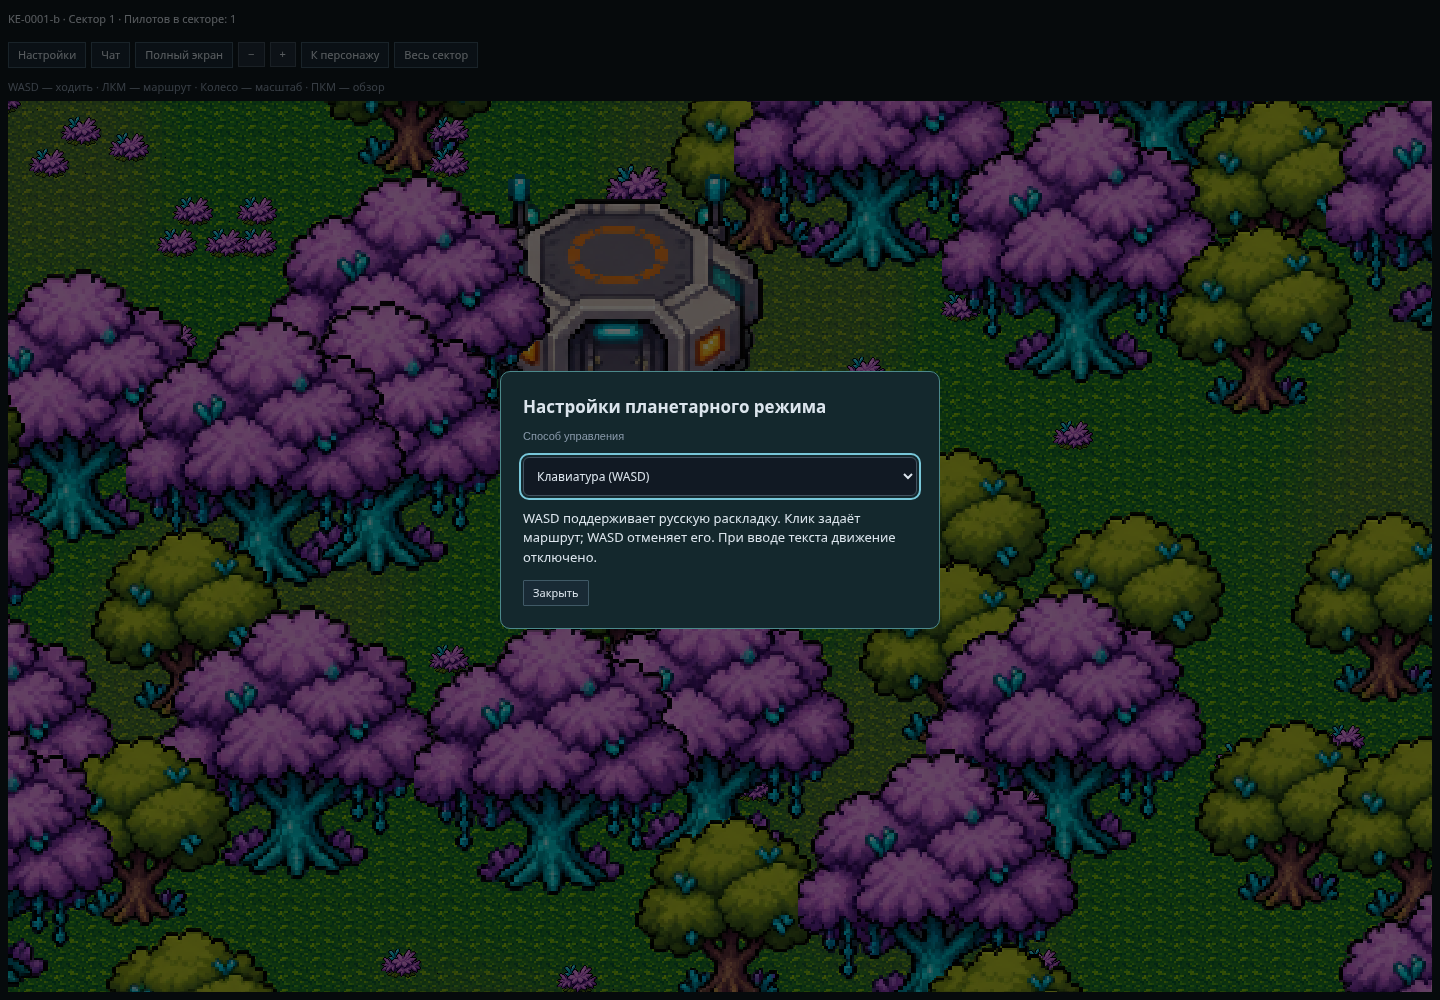 KE-0001-b · Сектор 1 · Пилотов в секторе: 1
Настройки Чат Полный экран − + К персонажу Весь сектор
WASD — ходить · ЛКМ — маршрут · Колесо — масштаб · ПКМ — обзор
Настройки планетарного режима
Способ управления
Клавиатура (WASD)
WASD поддерживает русскую раскладку. Клик задаёт
маршрут; WASD отменяет его. При вводе текста движение
отключено.
Закрыть